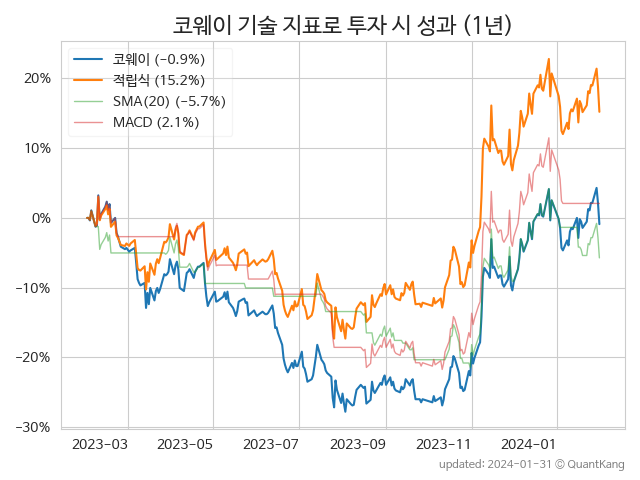 코웨이 기술 지표로 투자 시 성과 (1년)
코웨이 (−0.9%)
적립식 (15.2%)
SMA(20) (−5.7%)
MACD (2.1%)
20%
10%
0%
−10%
−20%
−30%
2023-03 2023-05 2023-07 2023-09 2023-11 2024-01
updated: 2024-01-31 © QuantKang